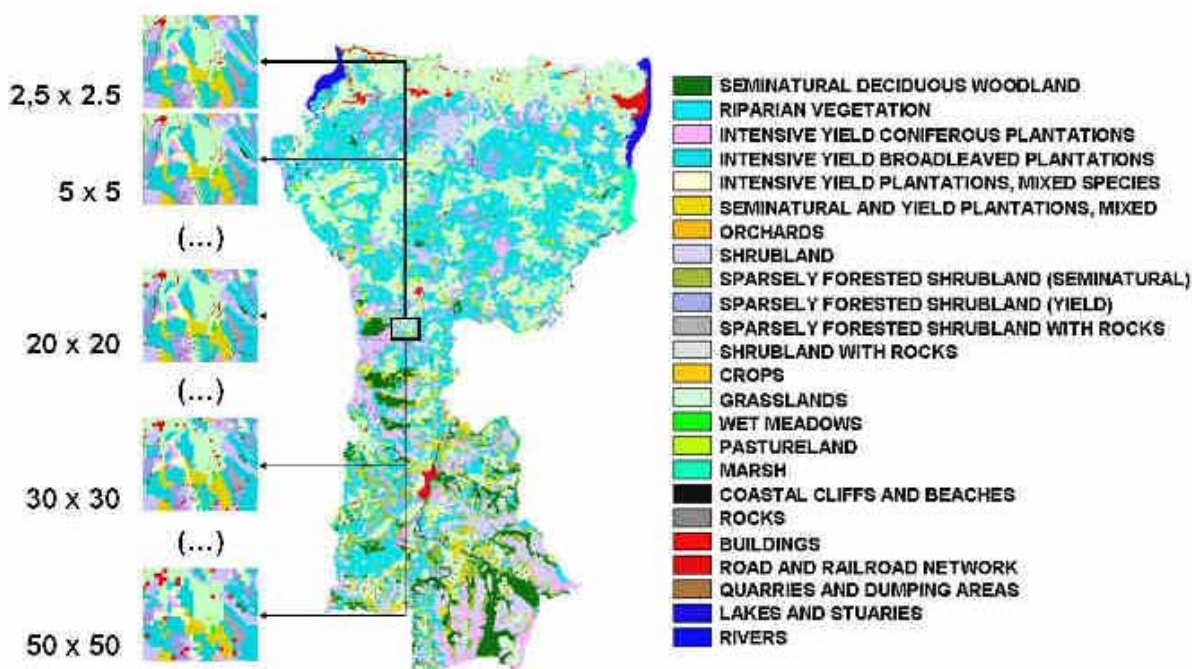 2,5 x 2.5
5 x 5
(...)
20 x 20
(...)
30 x 30
(...)
50 x 50
SEMINATURAL DECIDUOUS WOODLAND
RIPARIAN VEGETATION
INTENSIVE YIELD CONIFEROUS PLANTATIONS
INTENSIVE YIELD BROADLEAVED PLANTATIONS
INTENSIVE YIELD PLANTATIONS, MIXED SPECIES
SEMINATURAL AND YIELD PLANTATIONS, MIXED
ORCHARDS
SHRUBLAND
SPARSELY FORESTED SHRUBLAND (SEMINATURAL)
SPARSELY FORESTED SHRUBLAND (YIELD)
SPARSELY FORESTED SHRUBLAND WITH ROCKS
SHRUBLAND WITH ROCKS
CROPS
GRASSLANDS
WET MEADOWS
PASTURELAND
MARSH
COASTAL CLIFFS AND BEACHES
ROCKS
BUILDINGS
ROAD AND RAILROAD NETWORK
QUARRIES AND DUMPING AREAS
LAKES AND STUARIES
RIVERS